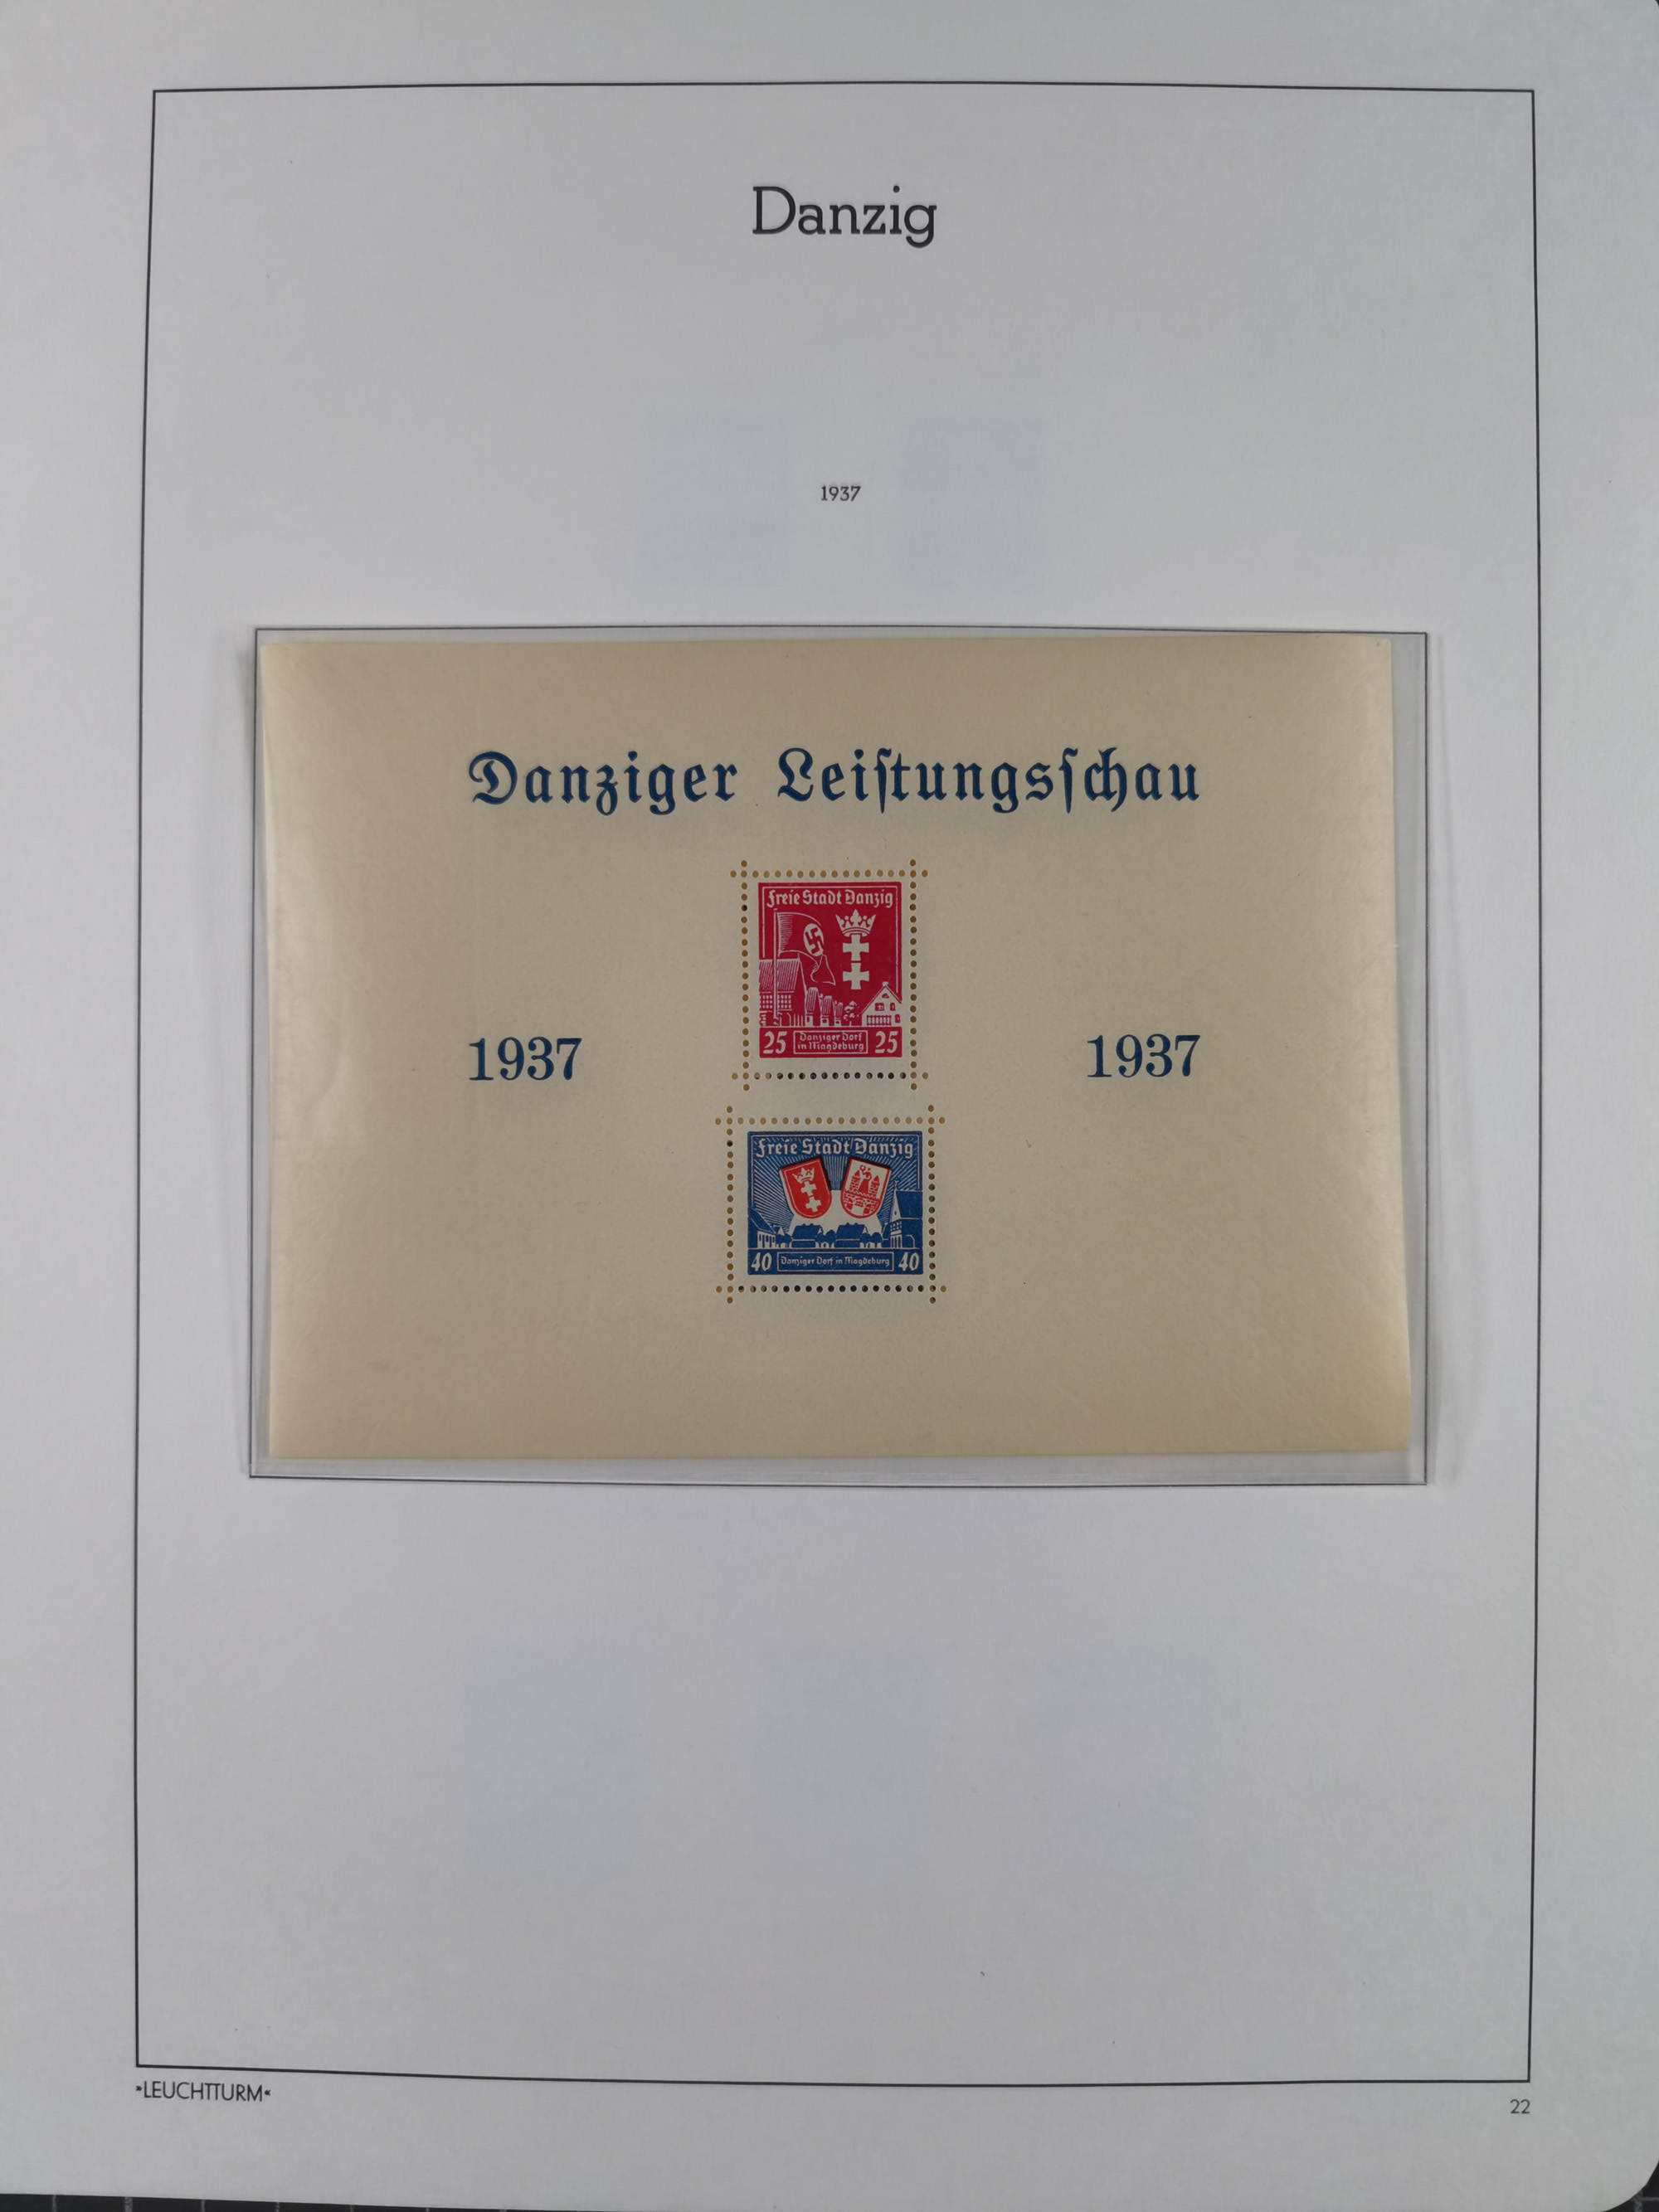 Danzig
1937
Danziger Leiſtungsſchau
Freie Stadt Danzig
25
Danziger Dorf
in Magdeburg
25
1937
1937
Freie Stadt Danzig
40
Danziger Dorf in Magdeburg
40
»LEUCHTTURM«
22